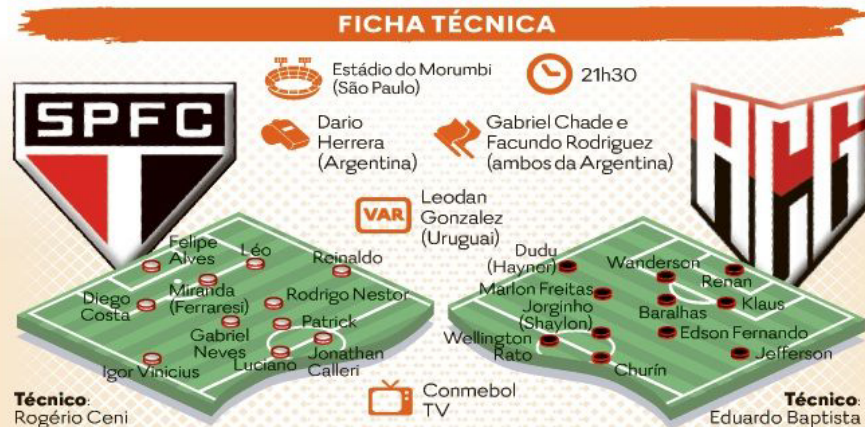 FICHA TÉCNICA
Estádio do Morumbi
(São Paulo)
21h30
Dario
Herrera
(Argentina)
Gabriel Chade e
Facundo Rodriguez
(ambos da Argentina)
SPFC
ACG
VAR
Leodan
Gonzalez
(Uruguai)
Felipe
Alves
Léo
Reinaldo
Diego
Costa
Miranda
(Ferraresi)
Rodrigo Nestor
Gabriel
Neves
Patrick
Igor Vinicius
Luciano
Jonathan
Calleri
Dudu
(Haynor)
Wanderson
Renan
Marlon Freitas
Jorginho
(Shaylon)
Baralhas
Klaus
Wellington
Rato
Edson Fernando
Jefferson
Churín
Técnico:
Rogério Ceni
Conmebol
TV
Técnico:
Eduardo Baptista